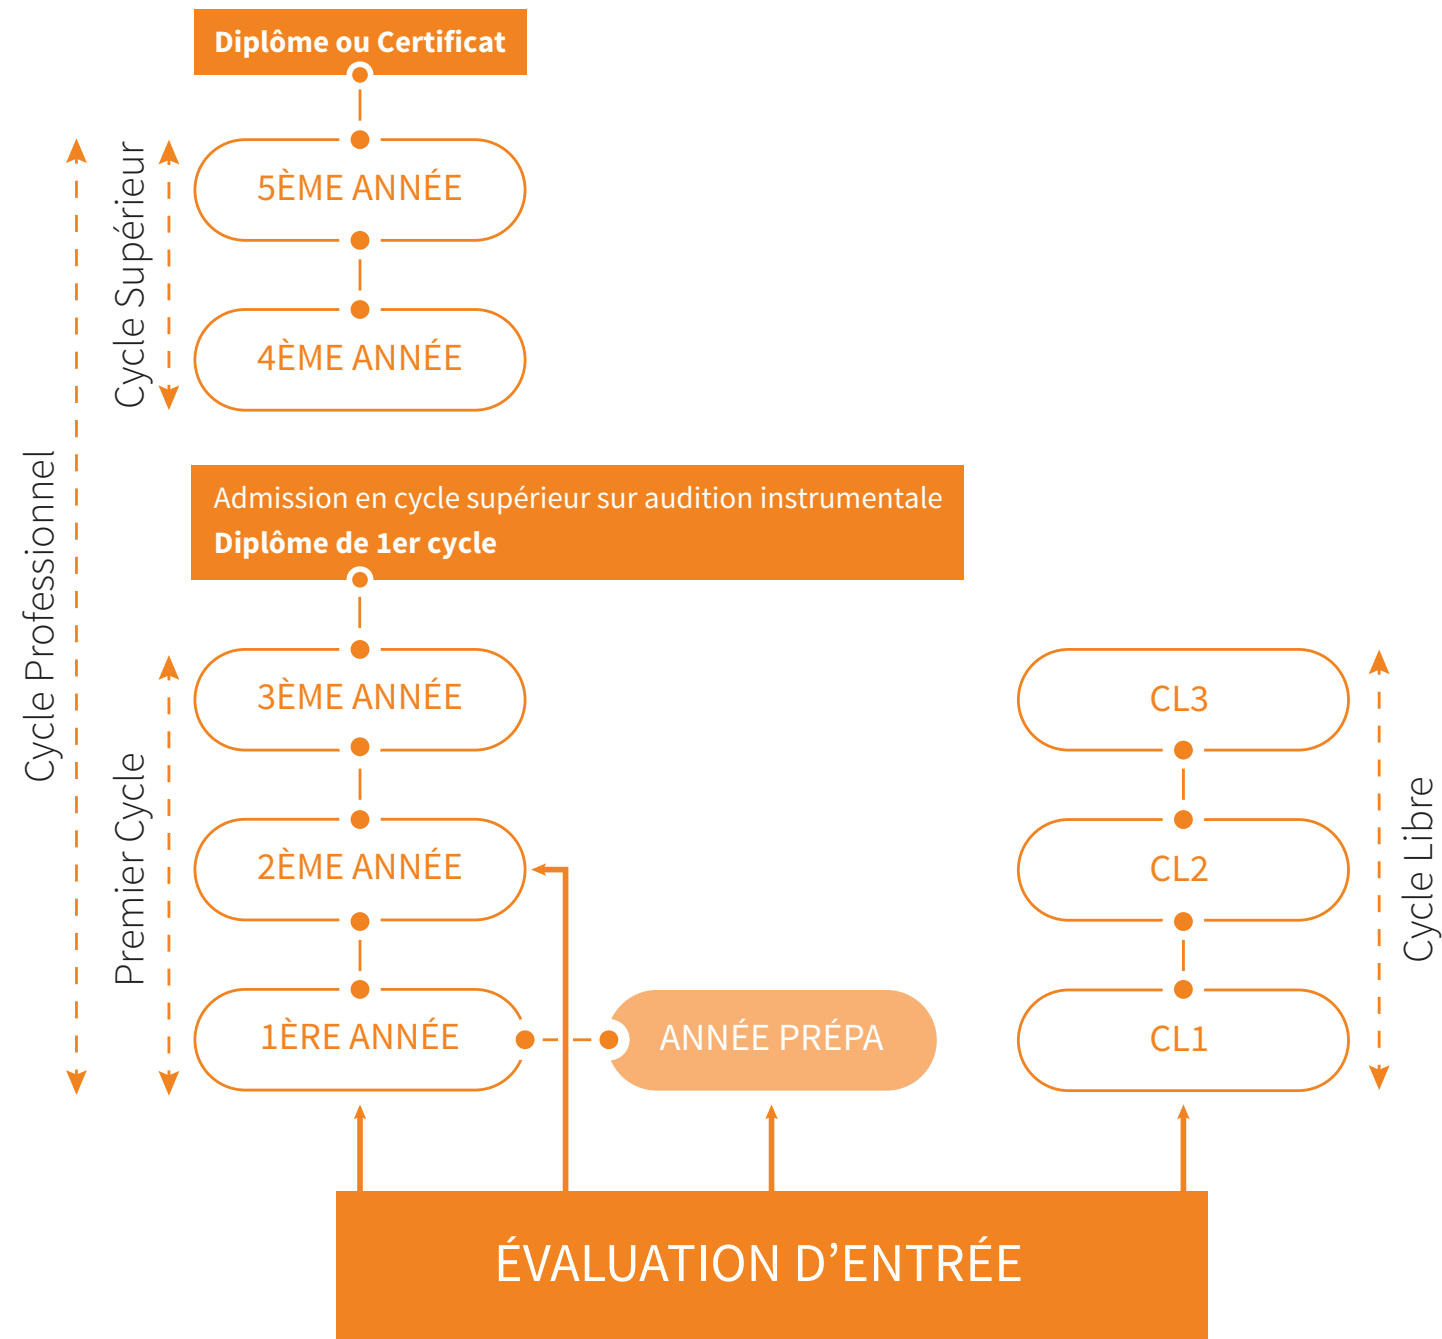 Diplôme ou Certificat
5ÈME ANNÉE
4ÈME ANNÉE
Cycle Supérieur
Cycle Professionnel
Admission en cycle supérieur sur audition instrumentale
Diplôme de 1er cycle
3ÈME ANNÉE
2ÈME ANNÉE
1ÈRE ANNÉE
Premier Cycle
ANNÉE PRÉPA
CL3
CL2
CL1
Cycle Libre
ÉVALUATION D’ENTRÉE